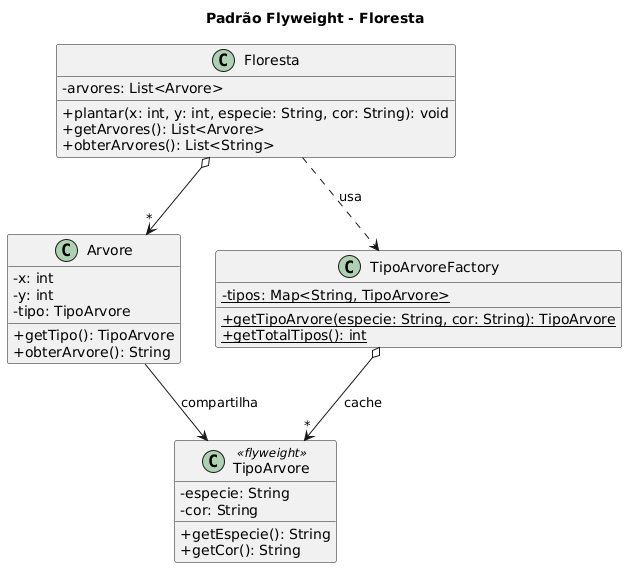 Padrão Flyweight - Floresta
C Floresta
-arvores: List<Arvore>
+plantar(x: int, y: int, especie: String, cor: String): void
+getArvores(): List<Arvore>
+obterArvores(): List<String>
usa
*
C Arvore
-x: int
-y: int
-tipo: TipoArvore
+getTipo(): TipoArvore
+obterArvore(): String
C TipoArvoreFactory
-tipos: Map<String, TipoArvore>
+getTipoArvore(especie: String, cor: String): TipoArvore
+getTotalTipos(): int
compartilha
cache
*
C «flyweight»
TipoArvore
-especie: String
-cor: String
+getEspecie(): String
+getCor(): String